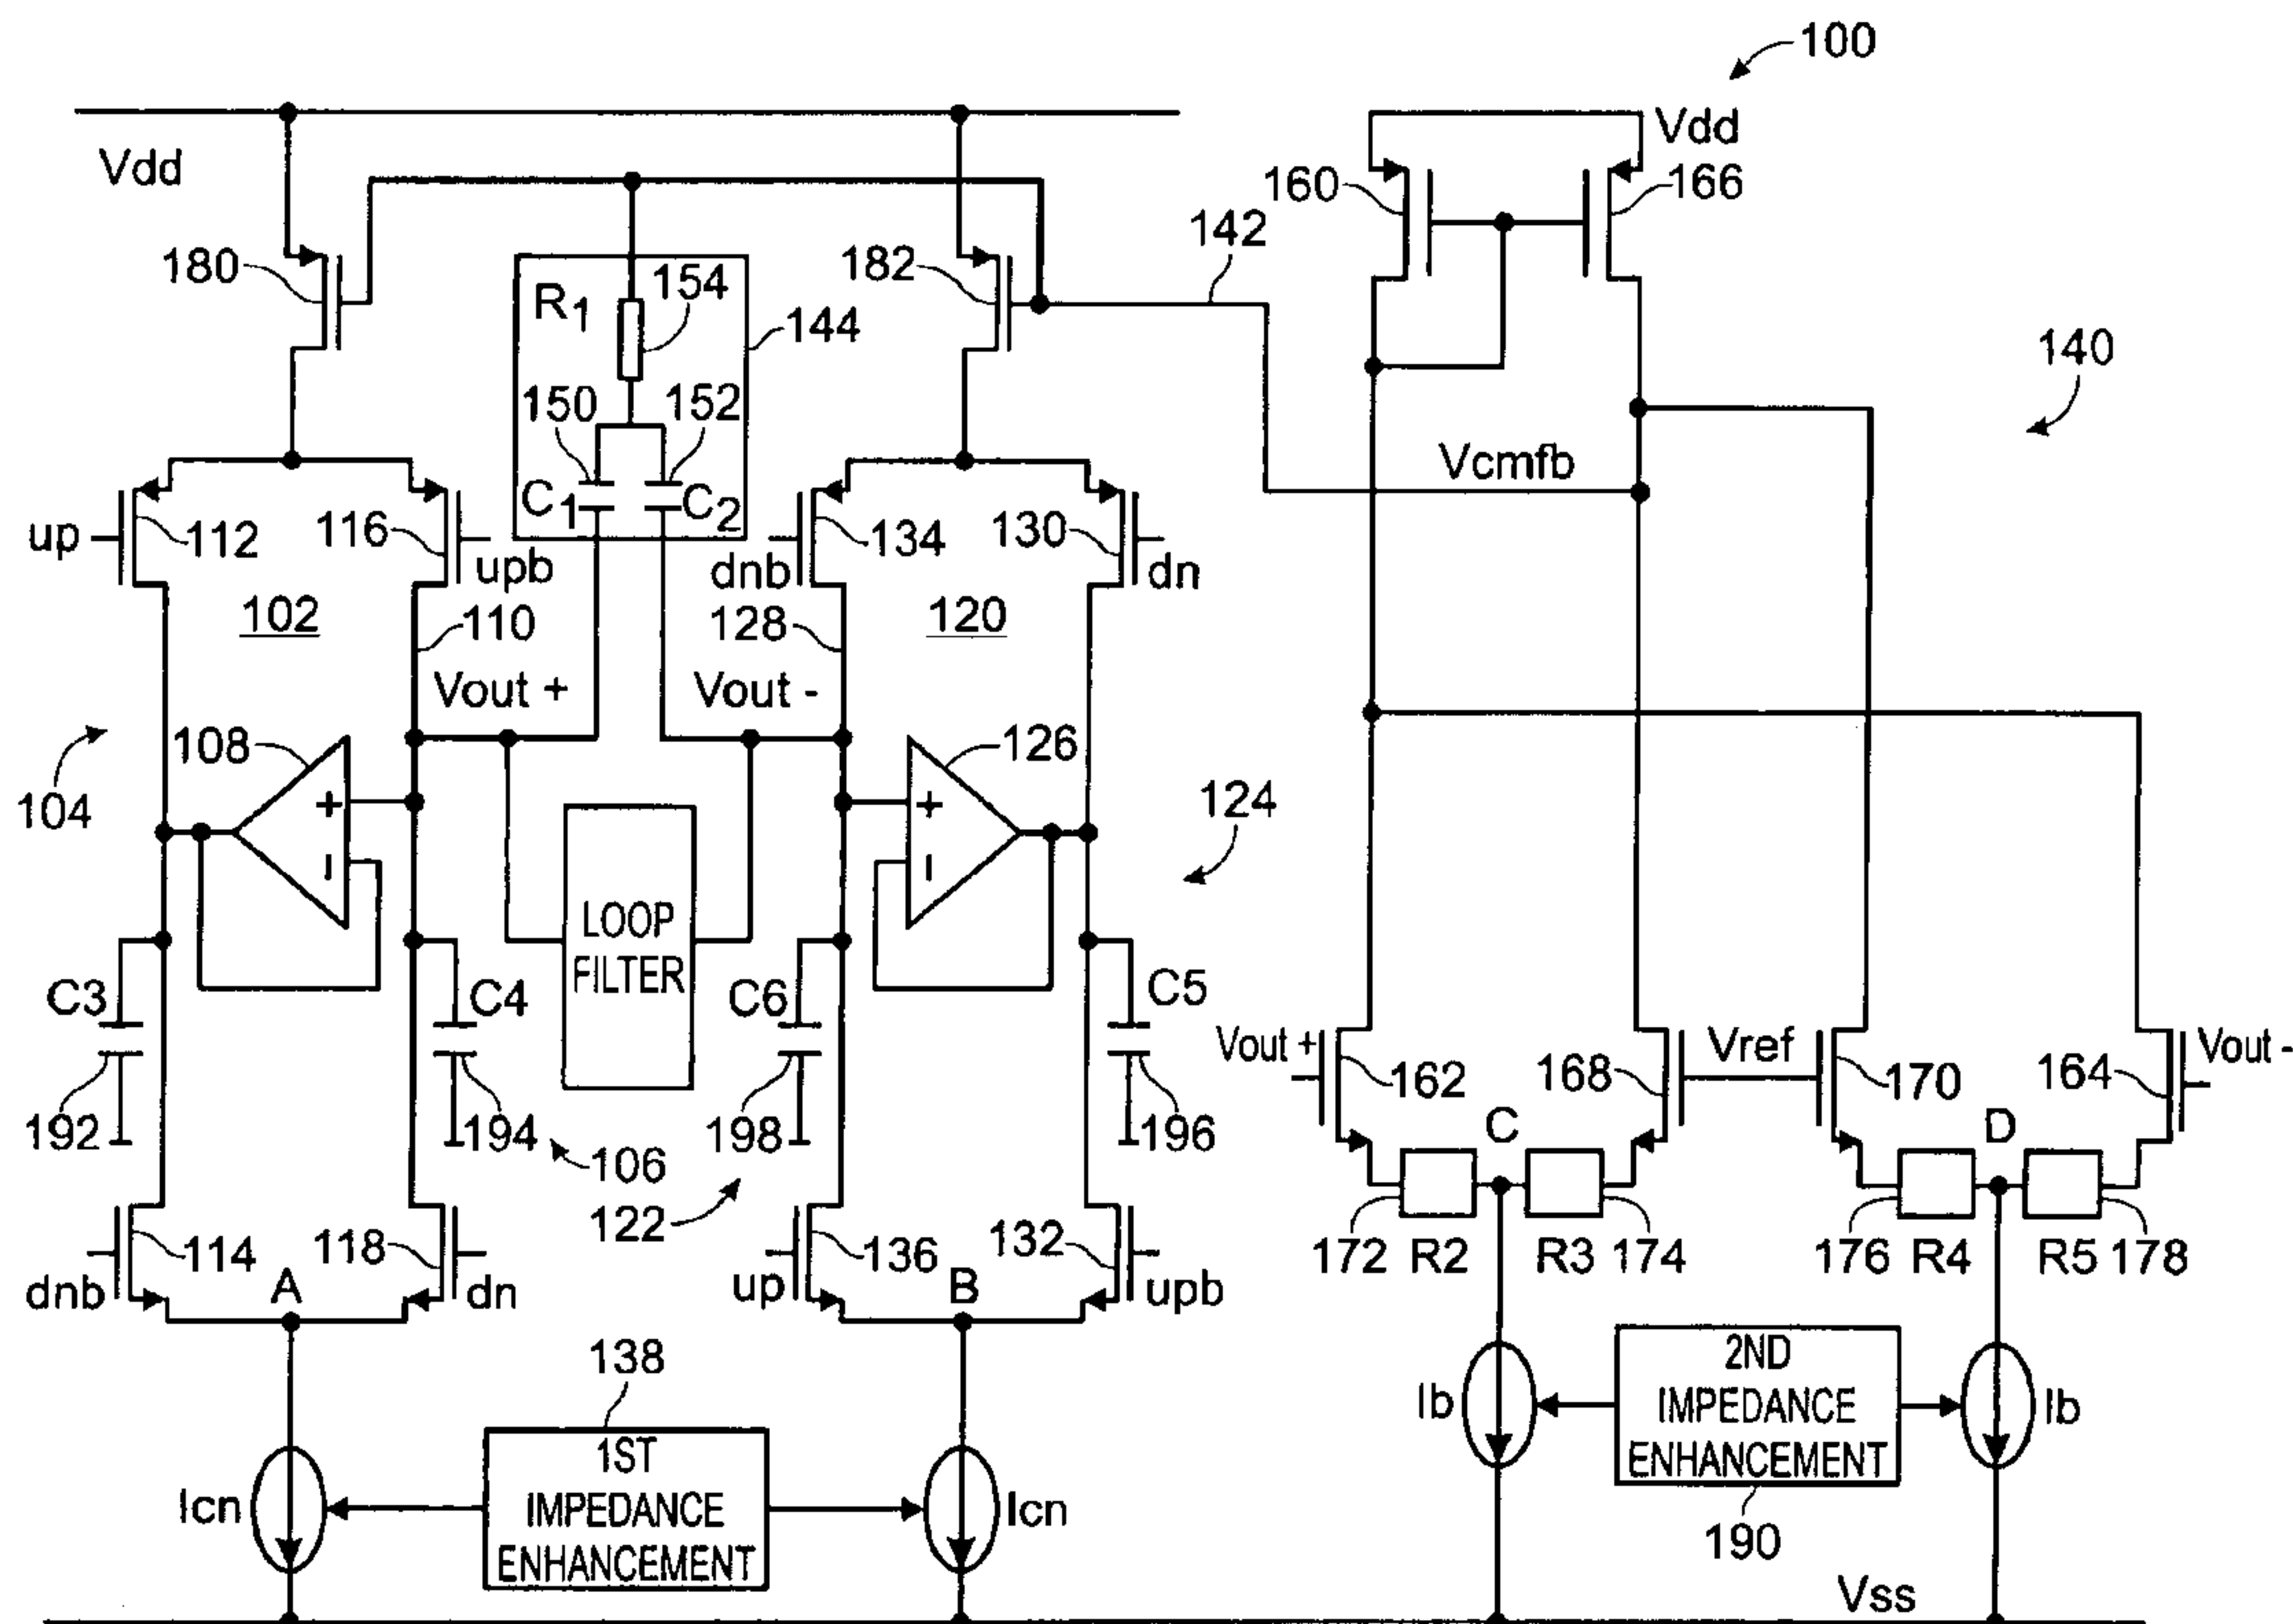 100
Vdd
Vdd
160
166
180
R1
154
182
142
144
140
150
152
C1
C2
Vcmfb
up
112
116
upb
134
dnb
130
dn
102
110
128
120
Vout +
Vout -
104
108
+
-
126
+
-
124
LOOP
FILTER
C3
C4
C6
C5
192
194
106
198
196
122
Vout +
162
168
Vref
170
164
Vout -
C
D
172
R2
R3
174
176
R4
R5
178
dnb
114
118
dn
A
up
136
B
132
upb
138
1ST
IMPEDANCE
ENHANCEMENT
Icn
Icn
Ib
2ND
IMPEDANCE
ENHANCEMENT
Ib
190
Vss